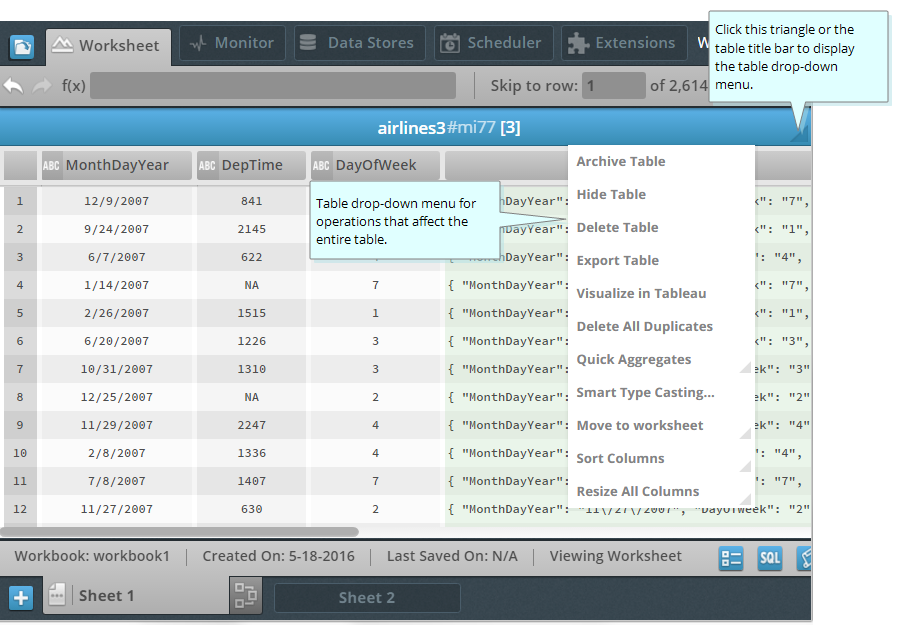 Worksheet Monitor Data Stores Scheduler Extensions W
Click this triangle or the
table title bar to display
the table drop-down
menu.
f(x) Skip to row: 1 of 2,614
airlines3#mi77 [3]
ABC MonthDayYear ABC DepTime ABC DayOfWeek
1 12/9/2007 841 k": "7",
2 9/24/2007 2145 k": "1",
3 6/7/2007 622 : "4",
4 1/14/2007 NA 7 { "MonthDayYear": k": "7",
5 2/26/2007 1515 1 { "MonthDayYear": k": "1",
6 6/20/2007 1226 3 { "MonthDayYear": k": "3",
7 10/31/2007 1310 3 { "MonthDayYear": ek": "3"
8 12/25/2007 NA 2 { "MonthDayYear": ek": "2"
9 11/29/2007 2247 4 { "MonthDayYear": ek": "4"
10 2/8/2007 1336 4 { "MonthDayYear": : "4",
11 7/8/2007 1407 7 { "MonthDayYear": : "7",
12 11/27/2007 630 2 { "MonthDayYear": "11\/27\/2007", "DayOfWeek": "2"
Table drop-down menu for
operations that affect the
entire table.
Archive Table
Hide Table
Delete Table
Export Table
Visualize in Tableau
Delete All Duplicates
Quick Aggregates
Smart Type Casting...
Move to worksheet
Sort Columns
Resize All Columns
Workbook: workbook1 Created On: 5-18-2016 Last Saved On: N/A Viewing Worksheet SQL
Sheet 1 Sheet 2